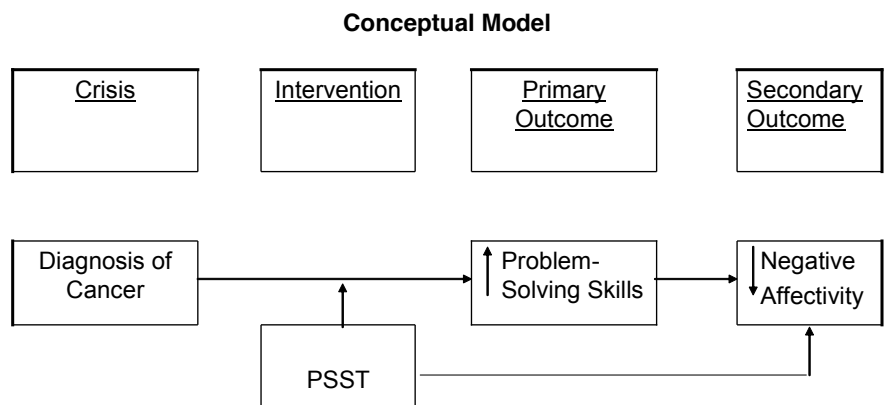 Conceptual Model
Crisis
Intervention
Primary
Outcome
Secondary
Outcome
Diagnosis of
Cancer
Problem-
Solving Skills
Negative
Affectivity
PSST